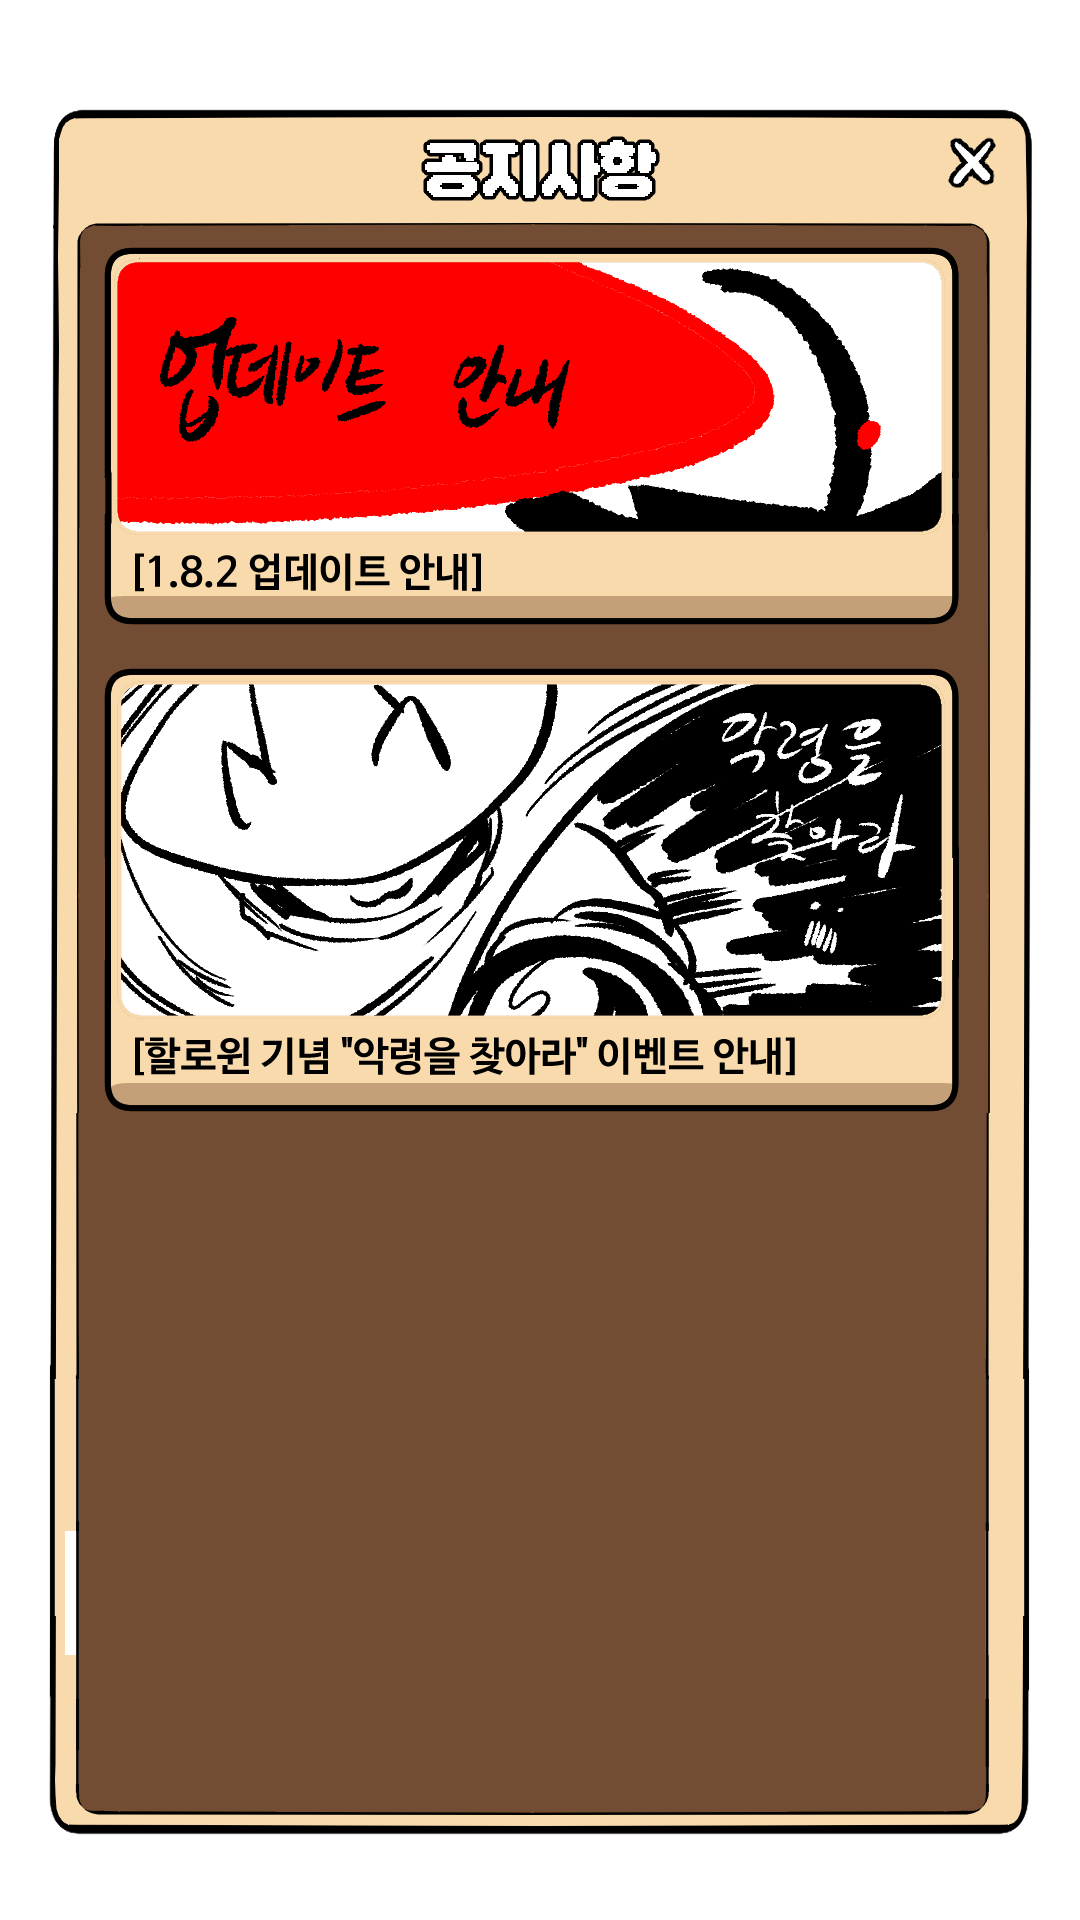 공지사항
업데이트 안내
[1.8.2 업데이트 안내]
악령을
찾아라
[할로윈 기념 "악령을 찾아라" 이벤트 안내]